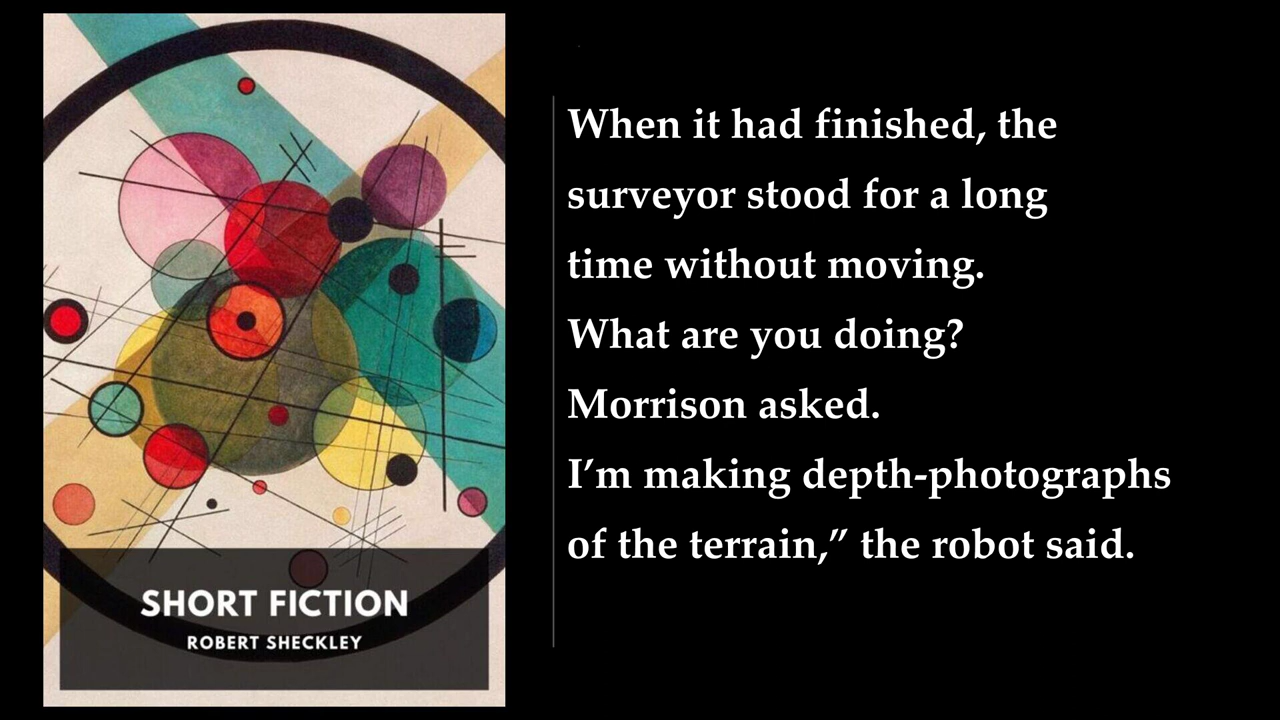 SHORT FICTION
ROBERT SHECKLEY
When it had finished, the
surveyor stood for a long
time without moving.
What are you doing?
Morrison asked.
I’m making depth-photographs
of the terrain,” the robot said.